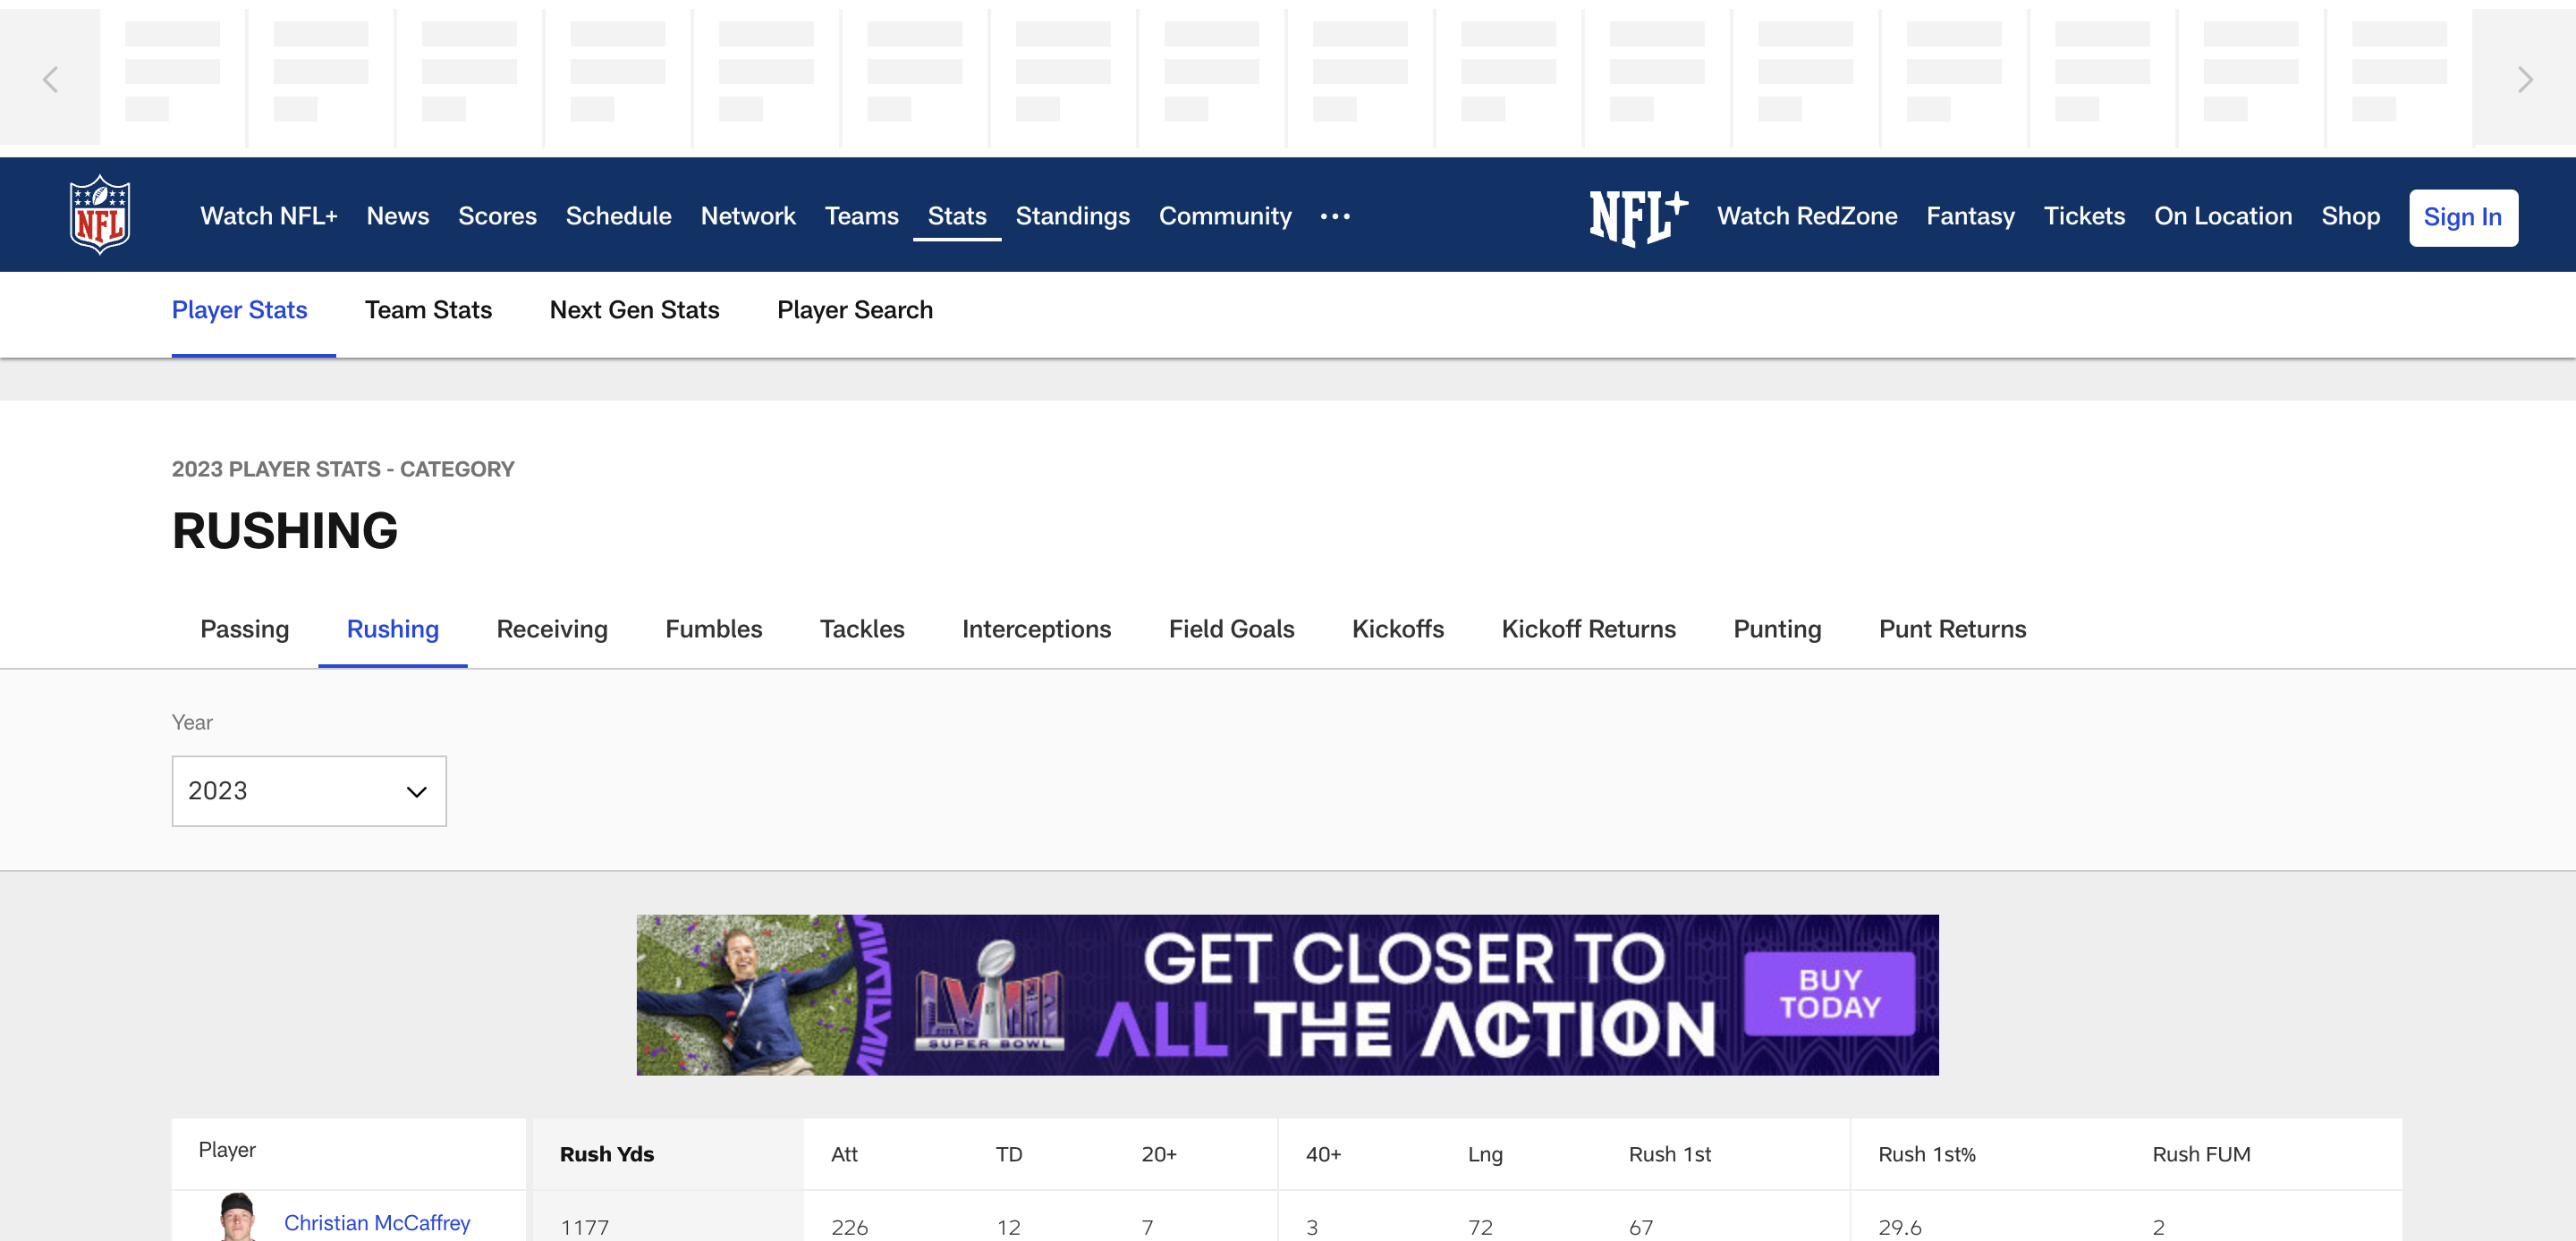 NFL
Watch NFL+ News Scores Schedule Network Teams Stats Standings Community ••• NFL+ Watch RedZone Fantasy Tickets On Location Shop Sign In
Player Stats Team Stats Next Gen Stats Player Search
2023 PLAYER STATS - CATEGORY
RUSHING
Passing Rushing Receiving Fumbles Tackles Interceptions Field Goals Kickoffs Kickoff Returns Punting Punt Returns
Year
2023
LVIII
SUPER BOWL
GET CLOSER TO
ALL THE ACTION
BUY
TODAY
Player Rush Yds Att TD 20+ 40+ Lng Rush 1st Rush 1st% Rush FUM
Christian McCaffrey 1177 226 12 7 3 72 67 29.6 2